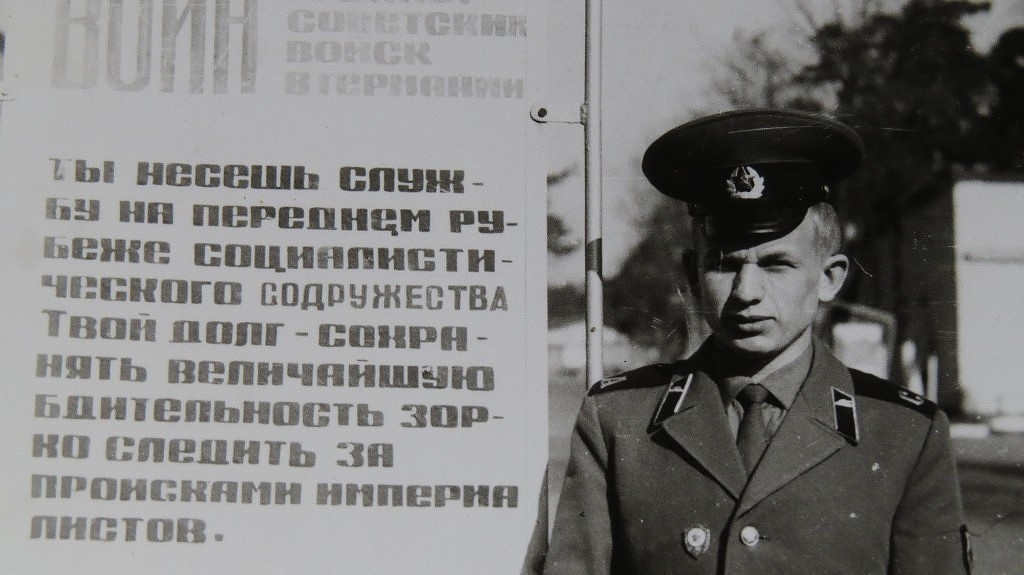 ВОИН
СОВЕТСКИХ
ВОЙСК
В ГЕРМАНИИ
ТЫ НЕСЕШЬ СЛУЖ-
БУ НА ПЕРЕДНЕМ РУ-
БЕЖЕ СОЦИАЛИСТИ-
ЧЕСКОГО СОДРУЖЕСТВА
ТВОЙ ДОЛГ - СОХРА-
НЯТЬ ВЕЛИЧАЙШУЮ
БДИТЕЛЬНОСТЬ ЗОР-
КО СЛЕДИТЬ ЗА
ПРОИСКАМИ ИМПЕРИА
ЛИСТОВ.